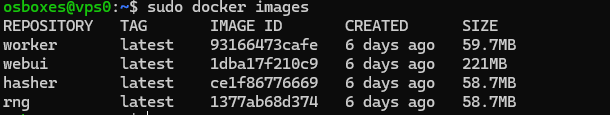 osboxes@vps0:~$ sudo docker images
REPOSITORY   TAG       IMAGE ID       CREATED      SIZE
worker       latest    93166473cafe   6 days ago   59.7MB
webui        latest    1dba17f210c9   6 days ago   221MB
hasher       latest    ce1f86776669   6 days ago   58.7MB
rng          latest    1377ab68d374   6 days ago   58.7MB